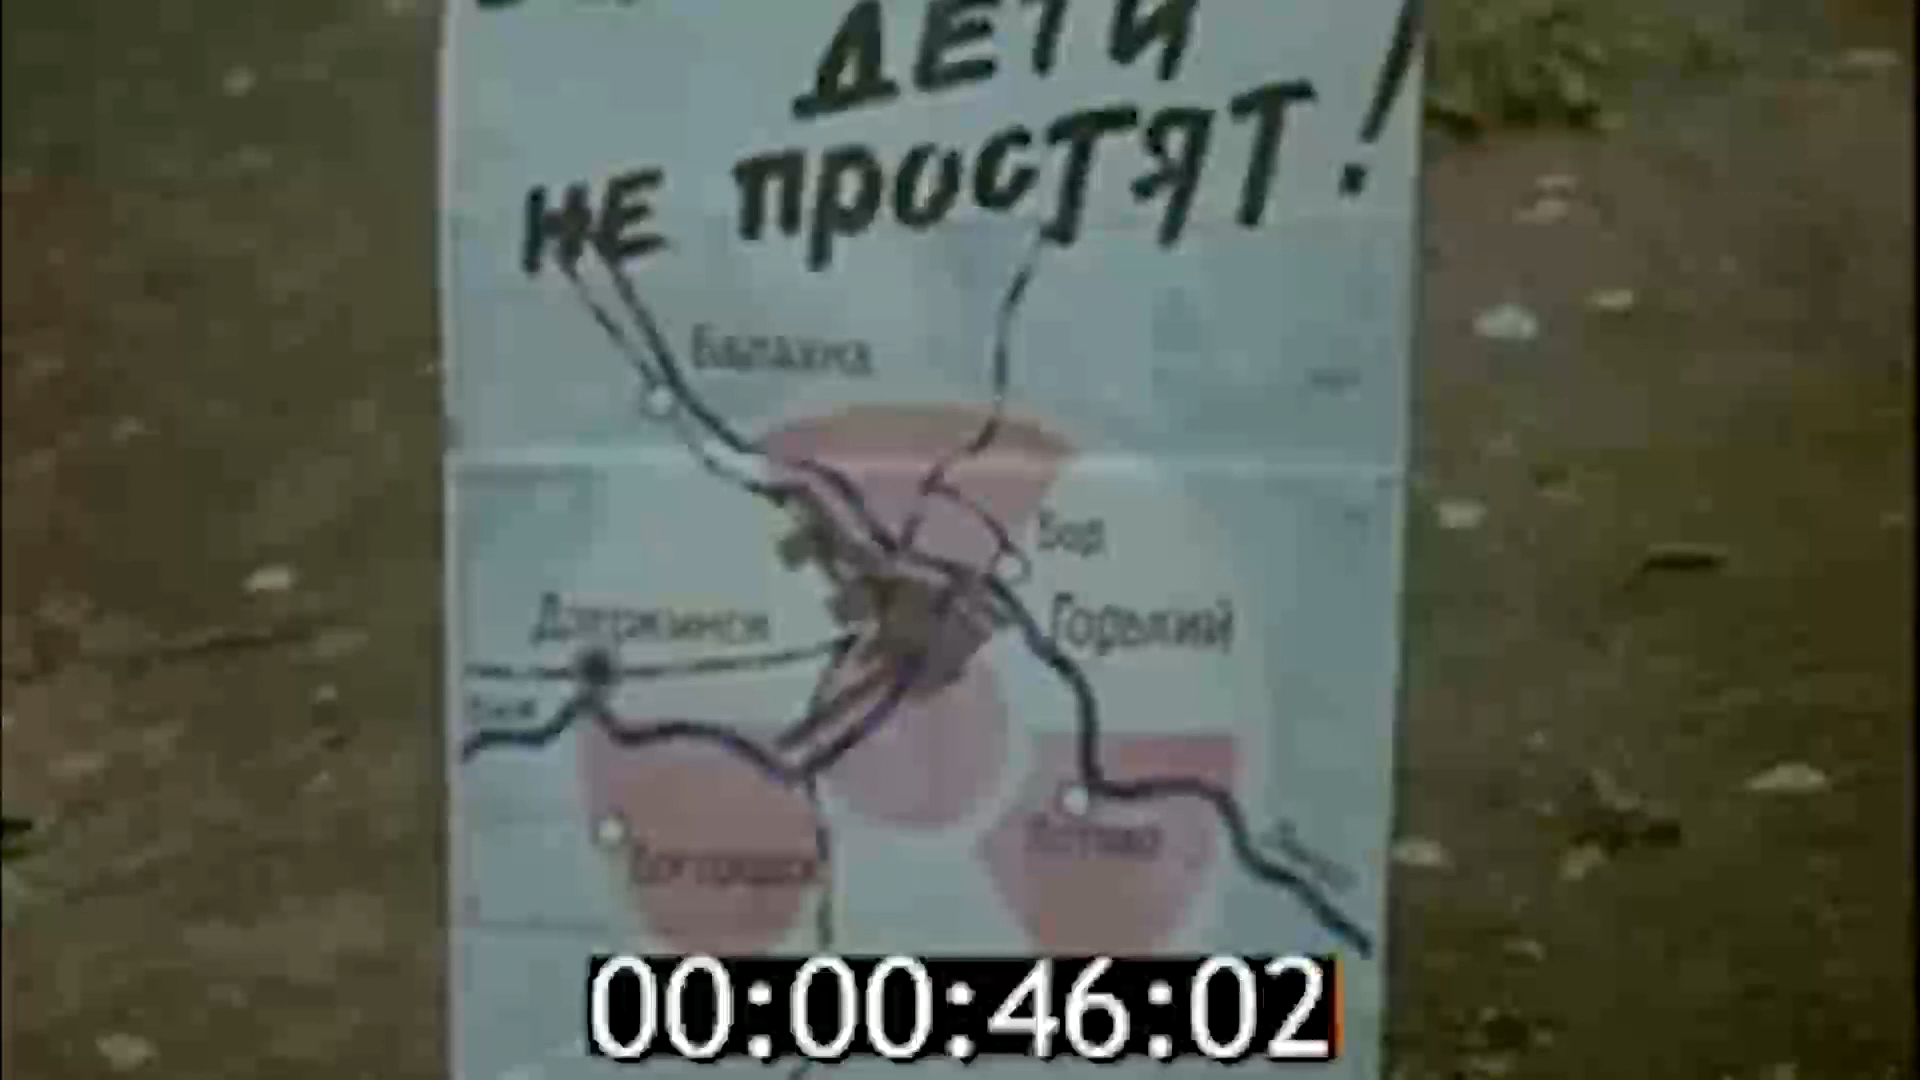 ДЕТИ
НЕ ПРОСТЯТ!
Балахна
Бор
Дзержинск
Горький
00:00:46:02